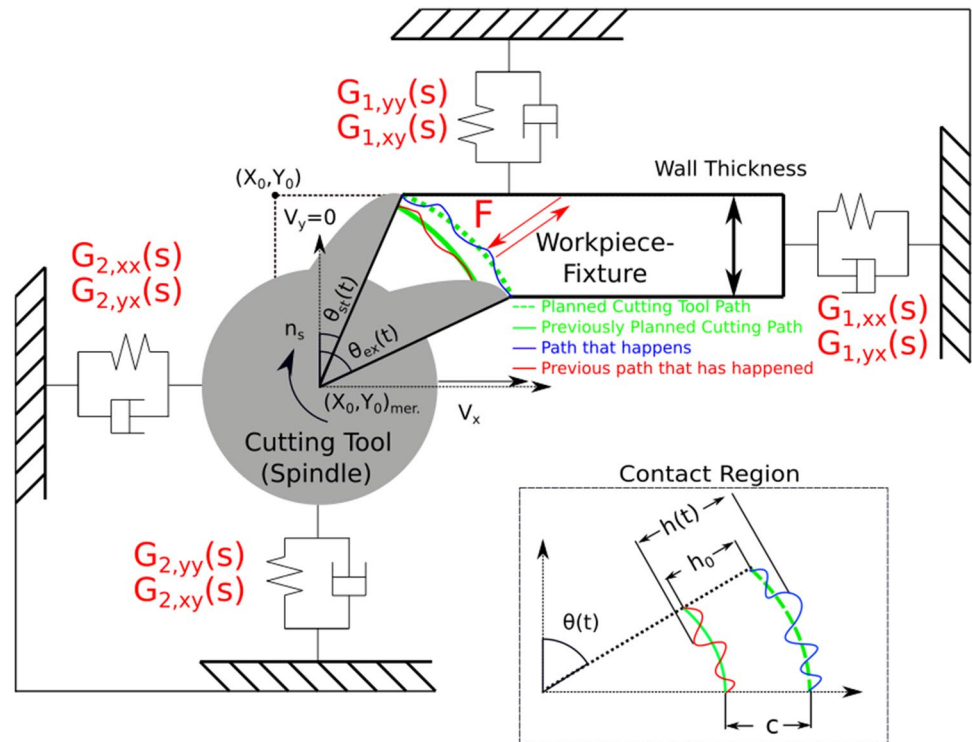 G1,yy(s)
G1,xy(s)
Wall Thickness
(X0,Y0)
Vy=0
F
Workpiece-
Fixture
G2,xx(s)
G2,yx(s)
θst(t)
ns
θex(t)
Planned Cutting Tool Path
Previously Planned Cutting Path
Path that happens
Previous path that has happened
G1,xx(s)
G1,yx(s)
(X0,Y0)mer.
Vx
Cutting Tool
(Spindle)
Contact Region
h(t)
h0
G2,yy(s)
G2,xy(s)
θ(t)
c